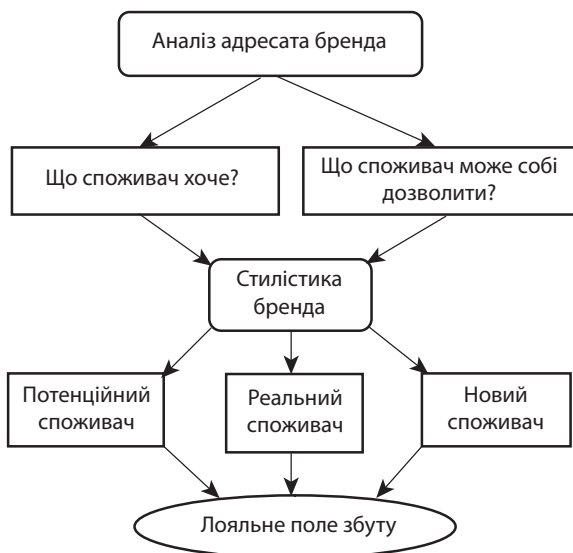 Аналіз адресата бренда
Що споживач хоче?
Що споживач може собі
дозволити?
Стилістика
бренда
Потенційний
споживач
Реальний
споживач
Новий
споживач
Лояльне поле збуту